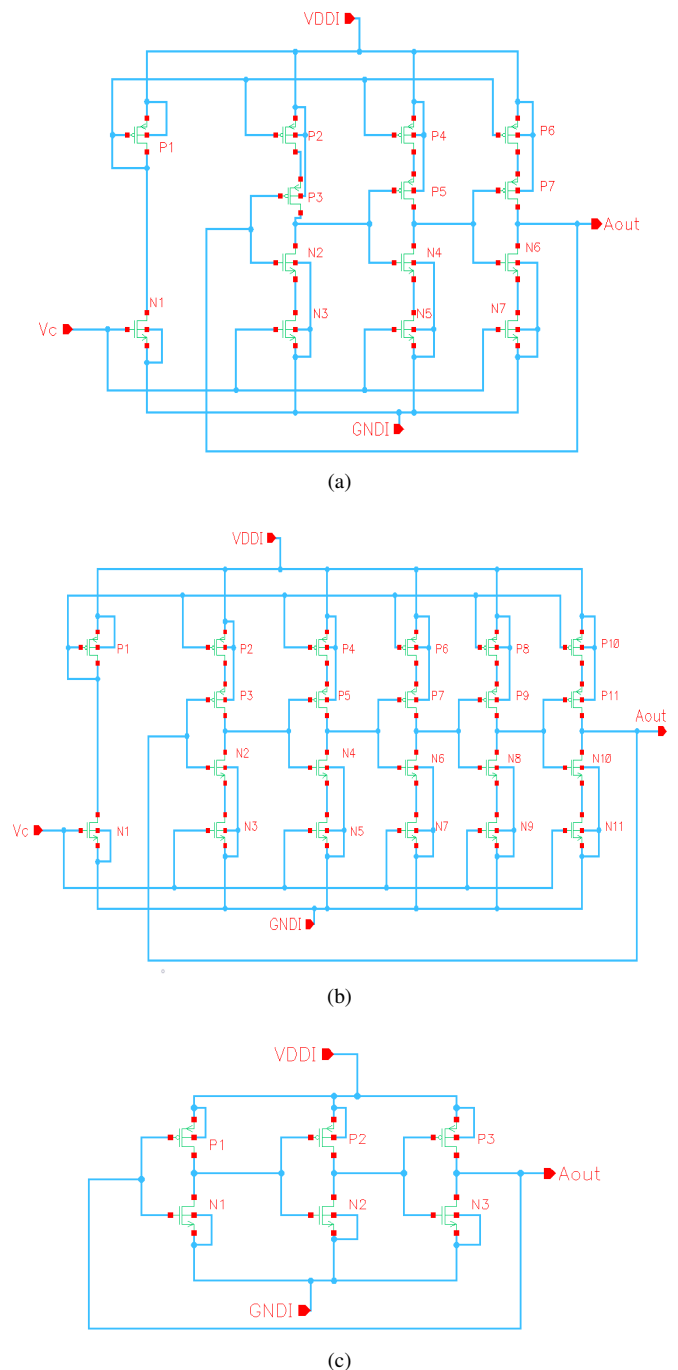 VDDI
P1
P2
P4
P6
P3
P5
P7
Aout
N2
N4
N6
N1
N3
N5
N7
Vc
GNDI
(a)
VDDI
P1
P2
P4
P6
P8
P10
P3
P5
P7
P9
P11
Aout
N2
N4
N6
N8
N10
Vc
N1
N3
N5
N7
N9
N11
GNDI
(b)
VDDI
P1
P2
P3
Aout
N1
N2
N3
GNDI
(c)